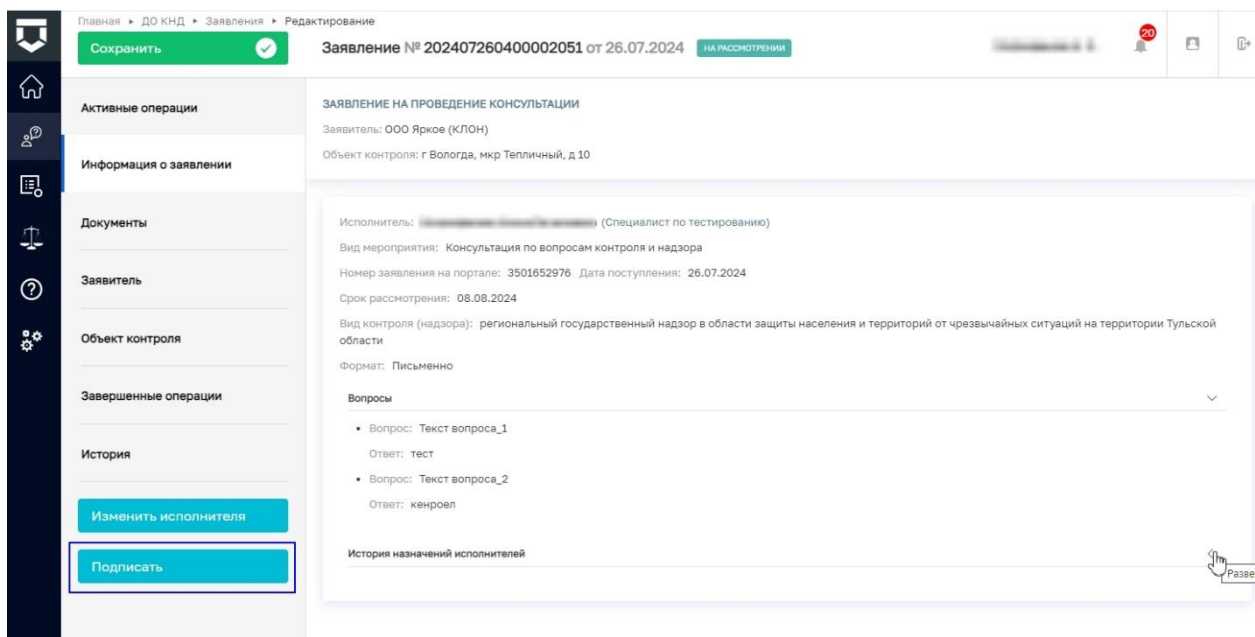 Главная ▸ ДО КНД ▸ Заявления ▸ Редактирование
Сохранить
Заявление № 202407260400002051 от 26.07.2024 НА РАССМОТРЕНИИ
20
Активные операции
Информация о заявлении
Документы
Заявитель
Объект контроля
Завершенные операции
История
Изменить исполнителя
Подписать
ЗАЯВЛЕНИЕ НА ПРОВЕДЕНИЕ КОНСУЛЬТАЦИИ
Заявитель: ООО Яркое (КЛОН)
Объект контроля: г Вологда, мкр Тепличный, д 10
Исполнитель: (Специалист по тестированию)
Вид мероприятия: Консультация по вопросам контроля и надзора
Номер заявления на портале: 3501652976 Дата поступления: 26.07.2024
Срок рассмотрения: 08.08.2024
Вид контроля (надзора): региональный государственный надзор в области защиты населения и территорий от чрезвычайных ситуаций на территории Тульской
области
Формат: Письменно
Вопросы
• Вопрос: Текст вопроса_1
Ответ: тест
• Вопрос: Текст вопроса_2
Ответ: кенроел
История назначений исполнителей
Разве